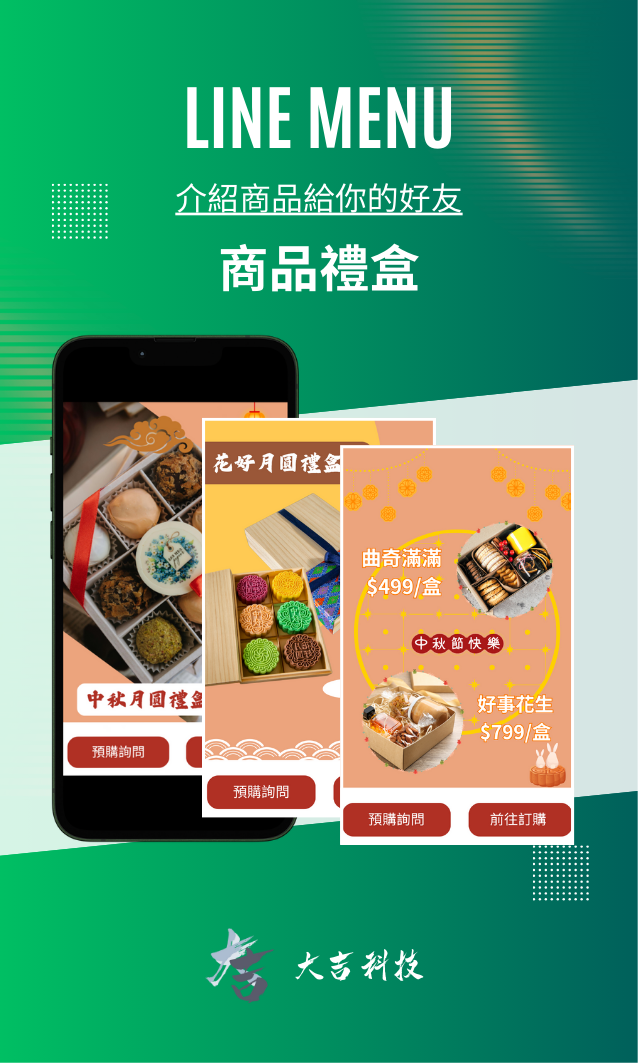 LINE MENU
介紹商品給你的好友
商品禮盒
中秋月圓禮盒
預購詢問
花好月圓禮盒
預購詢問
曲奇滿滿
$499/盒
中秋節快樂
好事花生
$799/盒
預購詢問
前往訂購
大吉科技